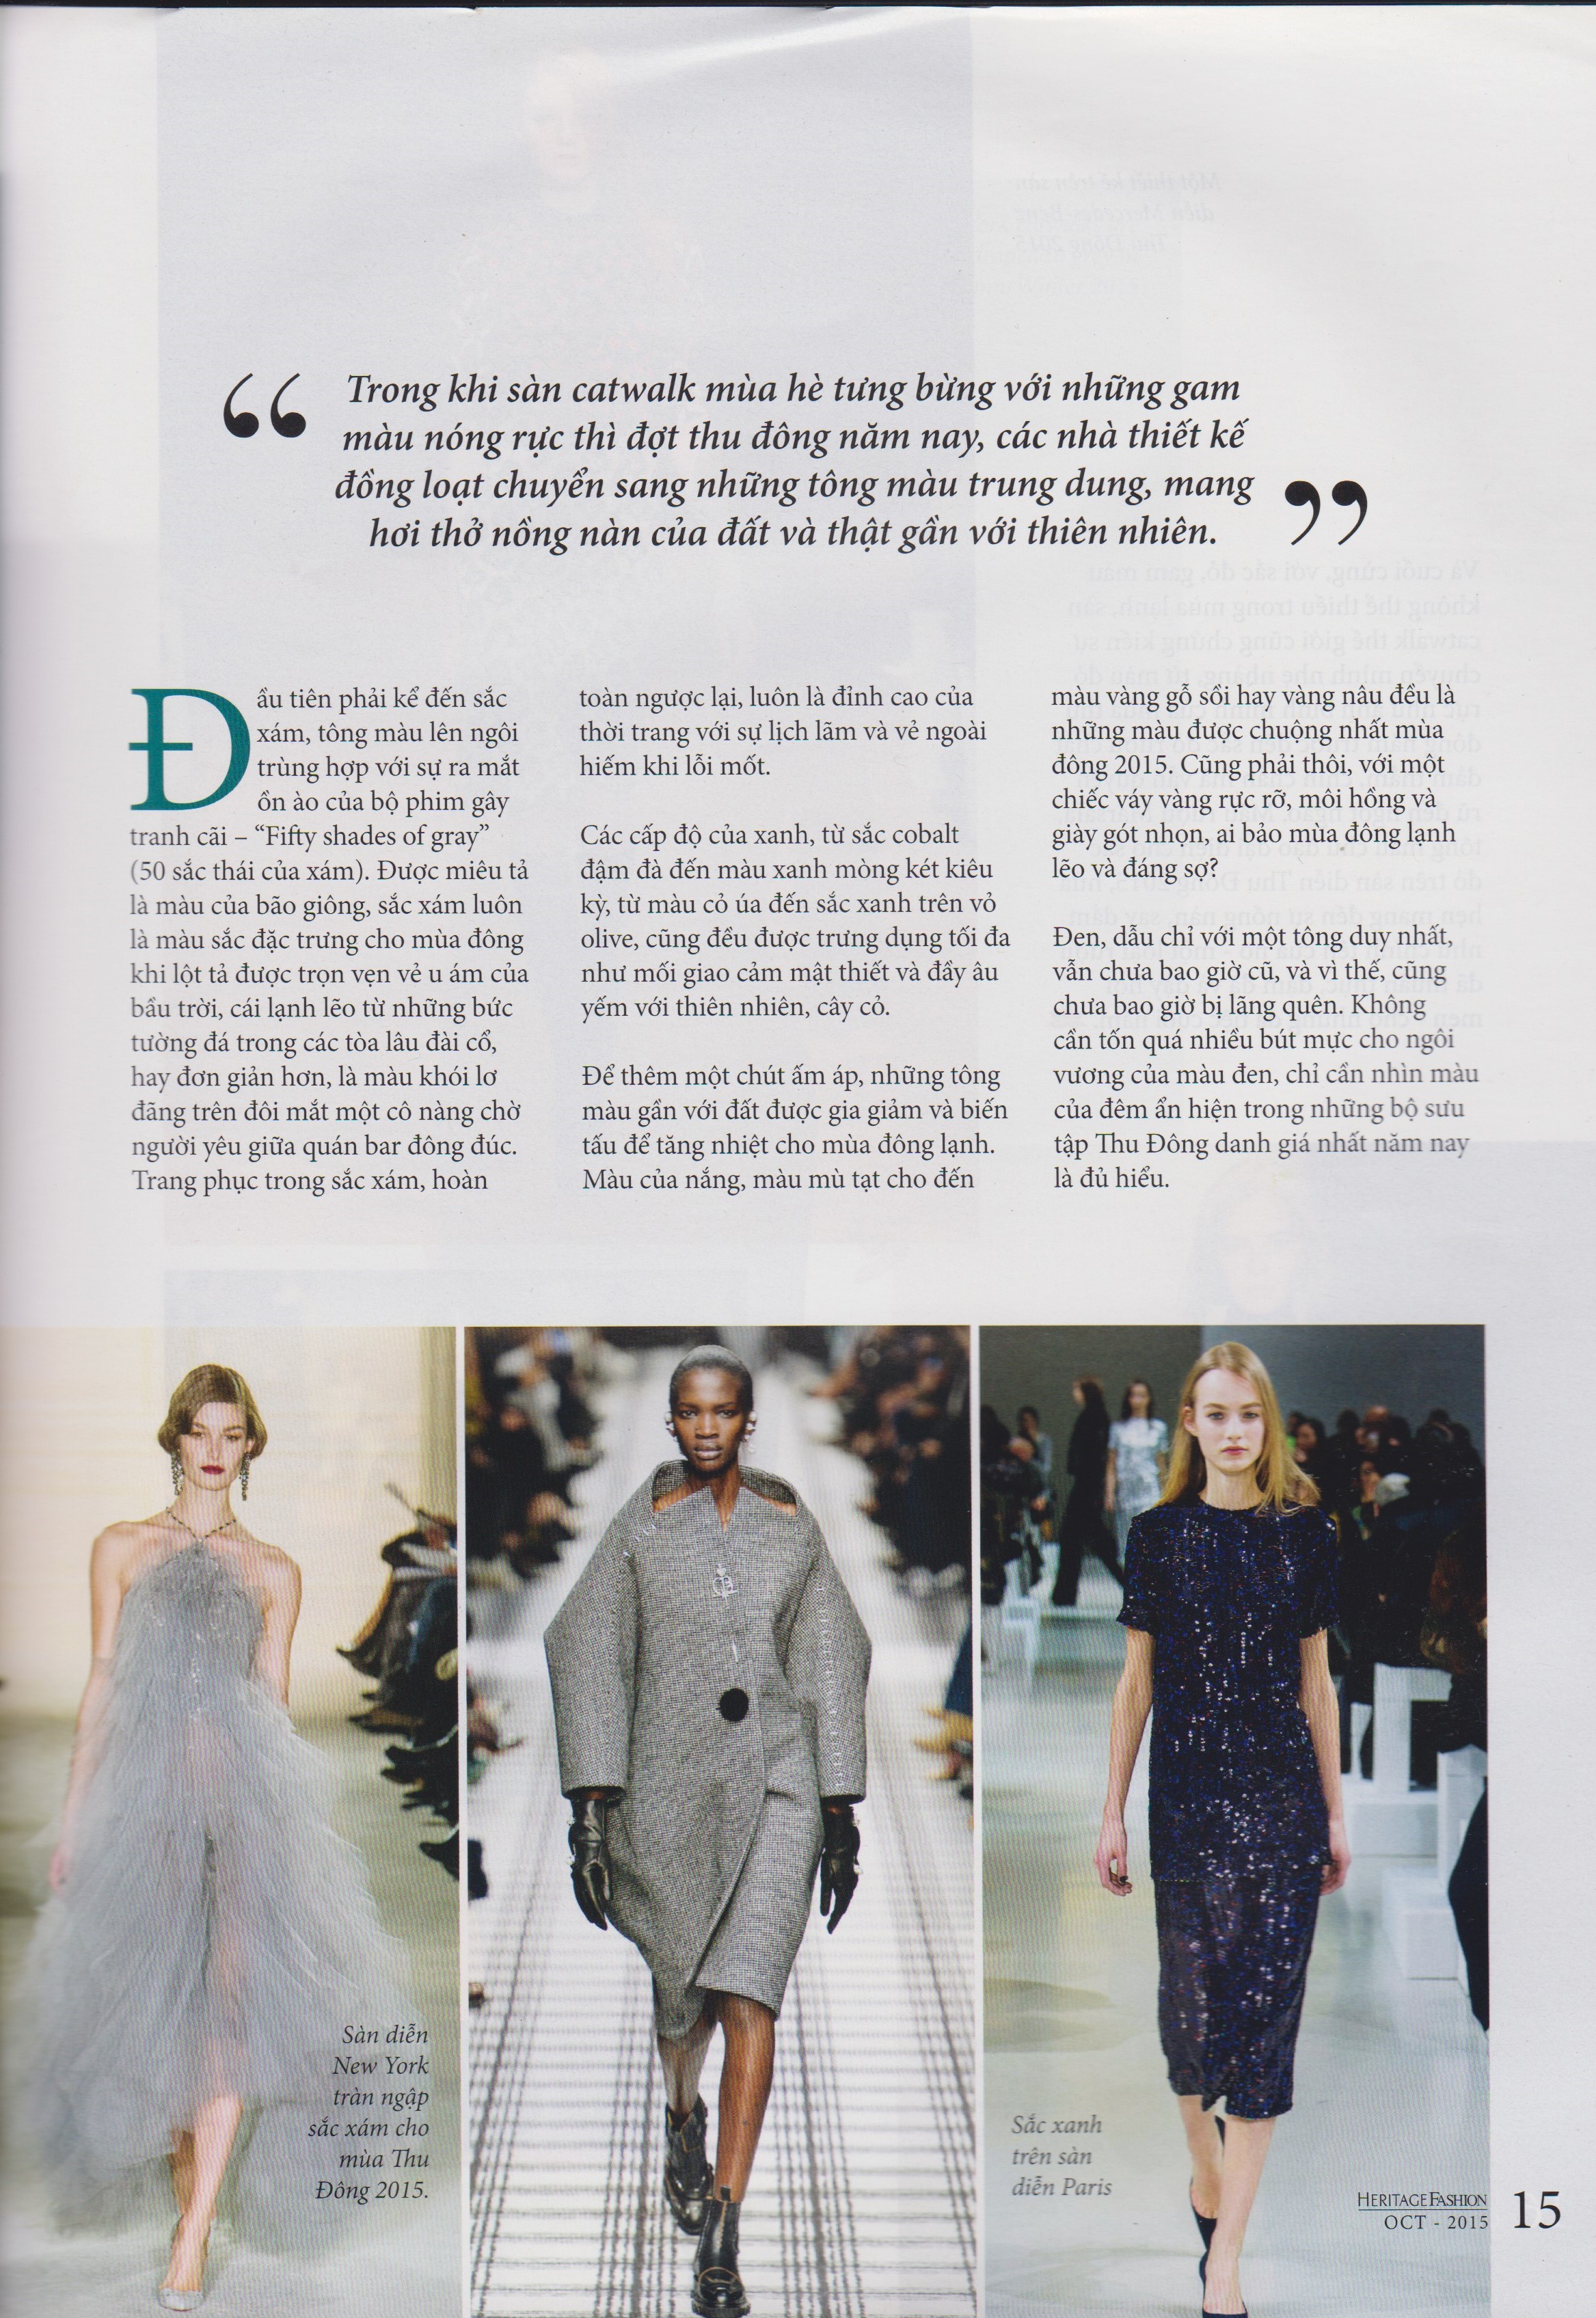 “ Trong khi sàn catwalk mùa hè tưng bừng với những gam
màu nóng rực thì đợt thu đông năm nay, các nhà thiết kế
đồng loạt chuyển sang những tông màu trung dung, mang
hơi thở nồng nàn của đất và thật gần với thiên nhiên. ”
Đầu tiên phải kể đến sắc
xám, tông màu lên ngôi
trùng hợp với sự ra mắt
ồn ào của bộ phim gây
tranh cãi – “Fifty shades of gray”
(50 sắc thái của xám). Được miêu tả
là màu của bão giông, sắc xám luôn
là màu sắc đặc trưng cho mùa đông
khi lột tả được trọn vẹn vẻ u ám của
bầu trời, cái lạnh lẽo từ những bức
tường đá trong các tòa lâu đài cổ,
hay đơn giản hơn, là màu khói lơ
đãng trên đôi mắt một cô nàng chờ
người yêu giữa quán bar đông đúc.
Trang phục trong sắc xám, hoàn
toàn ngược lại, luôn là đỉnh cao của
thời trang với sự lịch lãm và vẻ ngoài
hiếm khi lỗi mốt.
Các cấp độ của xanh, từ sắc cobalt
đậm đà đến màu xanh mòng két kiêu
kỳ, từ màu cỏ úa đến sắc xanh trên vỏ
olive, cũng đều được trưng dụng tối đa
như mối giao cảm mật thiết và đầy âu
yếm với thiên nhiên, cây cỏ.
Để thêm một chút ấm áp, những tông
màu gần với đất được gia giảm và biến
tấu để tăng nhiệt cho mùa đông lạnh.
Màu của nắng, màu mù tạt cho đến
màu vàng gỗ sồi hay vàng nâu đều là
những màu được chuộng nhất mùa
đông 2015. Cũng phải thôi, với một
chiếc váy vàng rực rỡ, môi hồng và
giày gót nhọn, ai bảo mùa đông lạnh
lẽo và đáng sợ?
Đen, dẫu chỉ với một tông duy nhất,
vẫn chưa bao giờ cũ, và vì thế, cũng
chưa bao giờ bị lãng quên. Không
cần tốn quá nhiều bút mực cho ngôi
vương của màu đen, chỉ cần nhìn màu
của đêm ẩn hiện trong những bộ sưu
tập Thu Đông danh giá nhất năm nay
là đủ hiểu.
Sàn diễn
New York
tràn ngập
sắc xám cho
mùa Thu
Đông 2015.
Sắc xanh
trên sàn
diễn Paris
HERITAGE FASHION
OCT - 2015
15